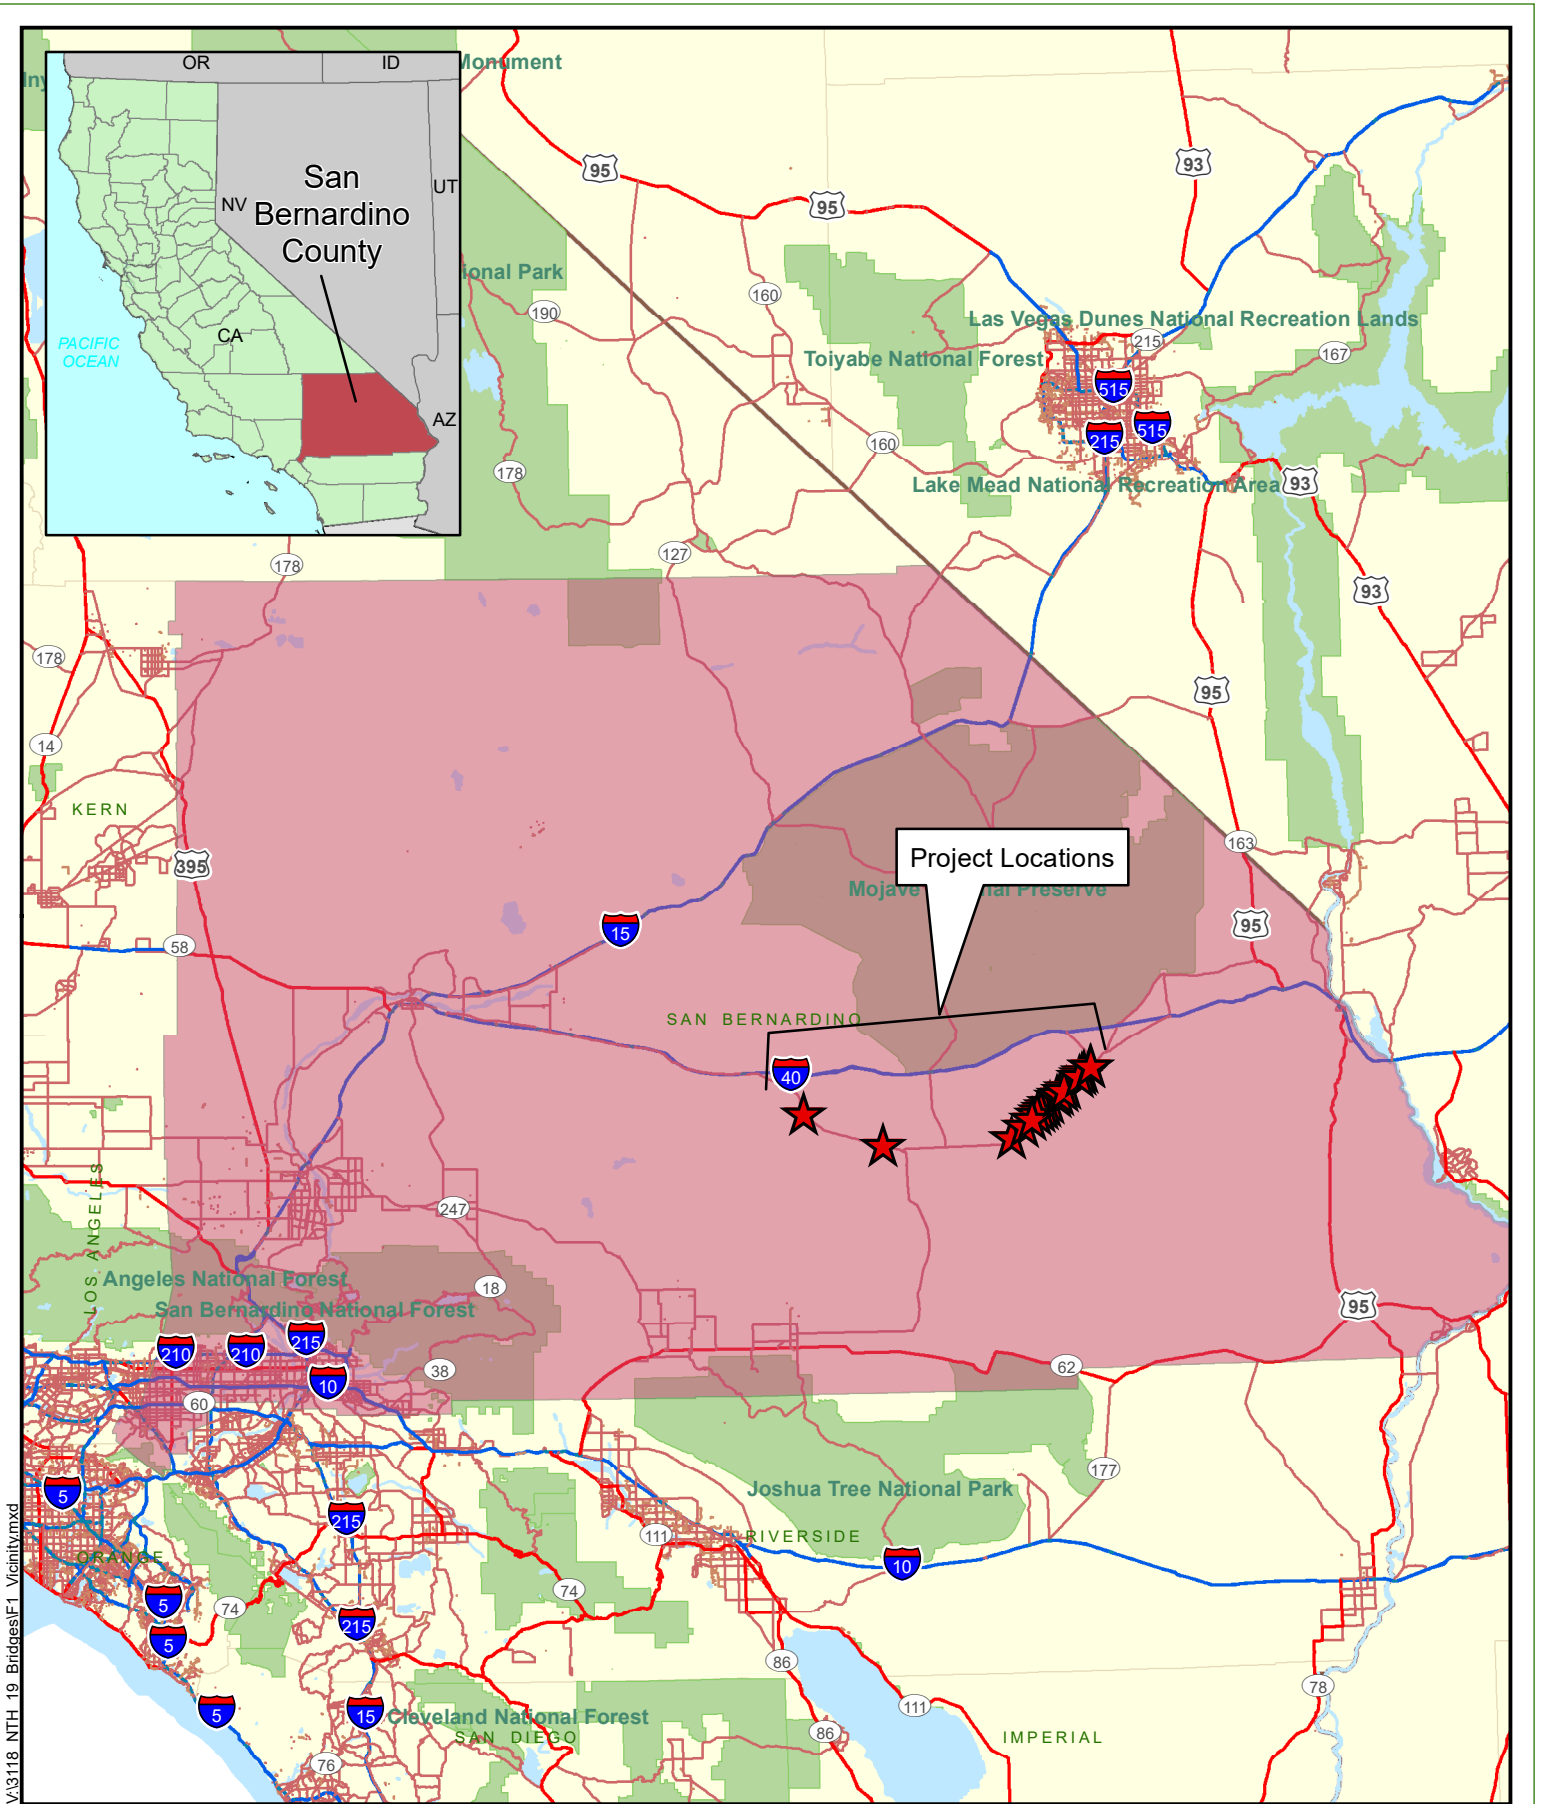 Monument
OR
ID
NV
UT
San
Bernardino
County
CA
PACIFIC
OCEAN
AZ
95
93
95
ional Park
190
160
Las Vegas Dunes National Recreation Lands
215
Toiyabe National Forest
167
515
515
215
160
178
Lake Mead National Recreation Area
93
127
178
93
178
95
14
KERN
163
Project Locations
395
Mojave
nal Preserve
95
15
58
SAN BERNARDINO
40
LOS ANGELES
247
Angeles National Forest
18
San Bernardino National Forest
95
215
210
210
62
38
10
60
177
Joshua Tree National Park
5
215
111
RIVERSIDE
ORANGE
10
74
5
74
215
5
86
78
111
5
15
Cleveland National Forest
SAN DIEGO
86
IMPERIAL
76
V:\3118 NTH 19 Bridges\F1 Vicinity.mxd